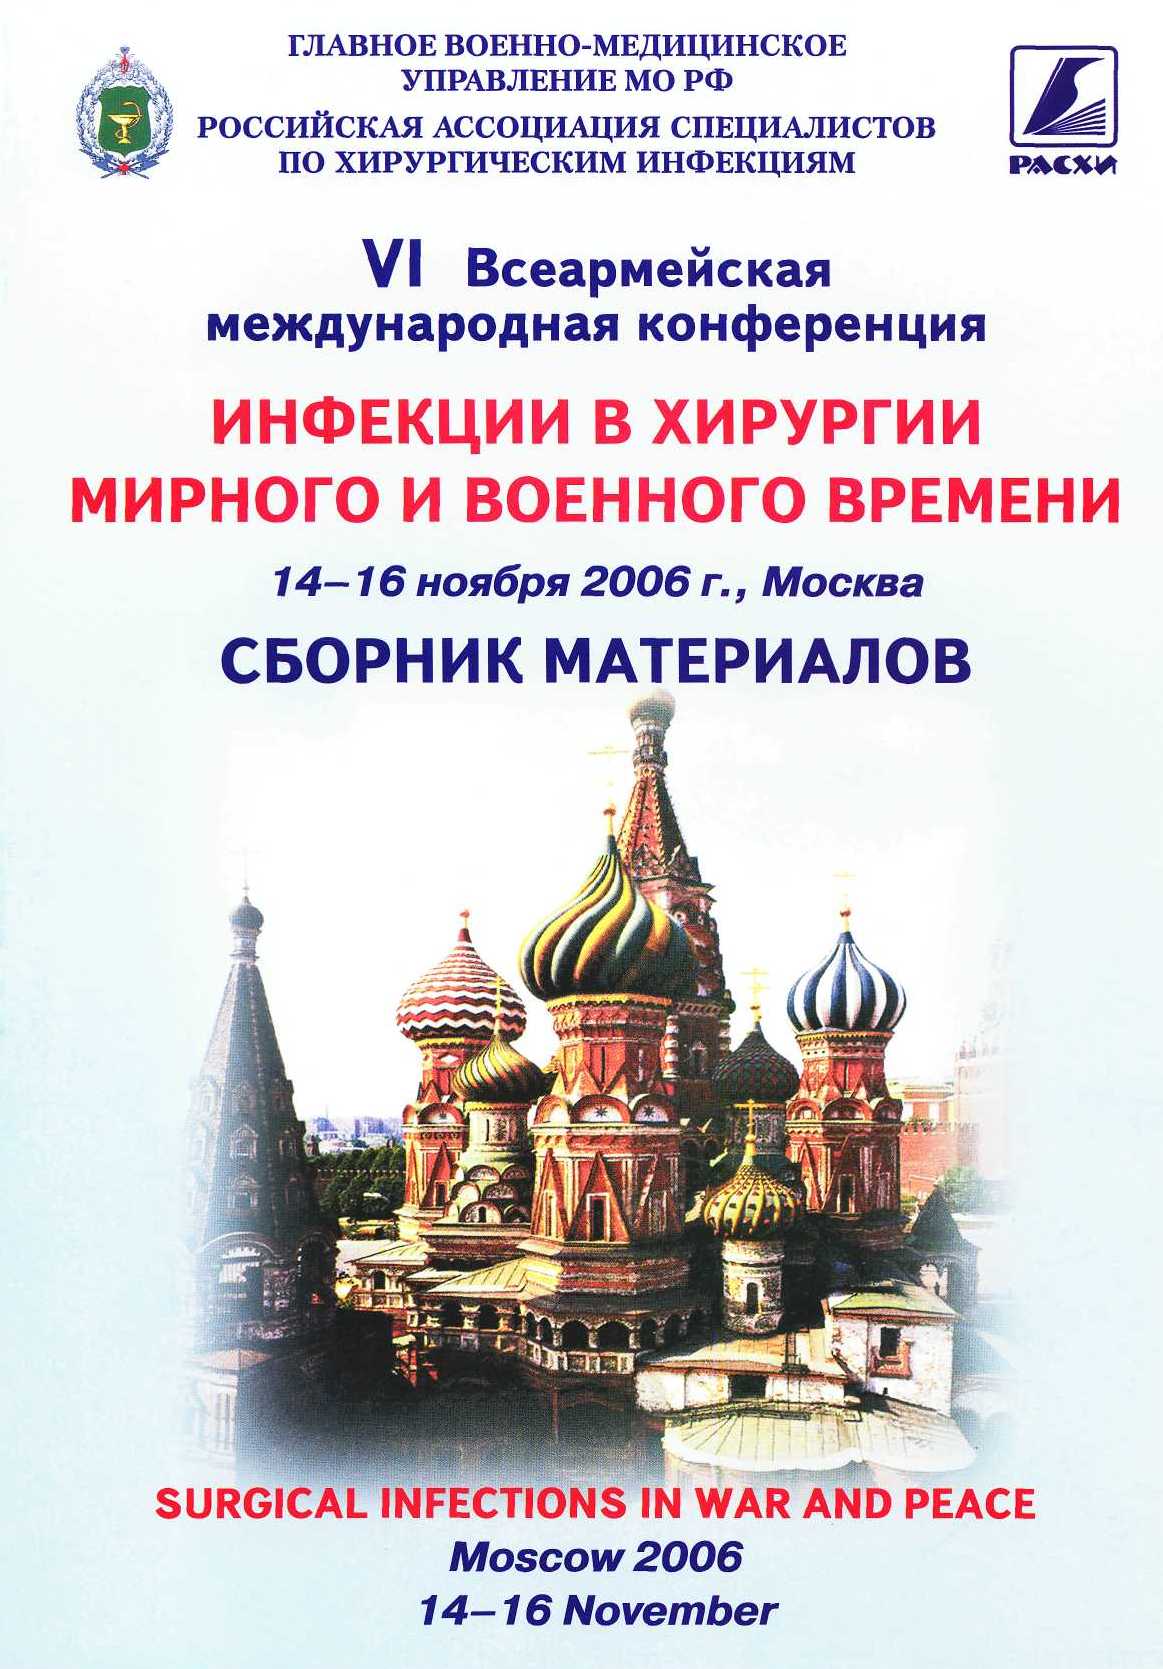 ГЛАВНОЕ ВОЕННО-МЕДИЦИНСКОЕ
УПРАВЛЕНИЕ МО РФ
РОССИЙСКАЯ АССОЦИАЦИЯ СПЕЦИАЛИСТОВ
ПО ХИРУРГИЧЕСКИМ ИНФЕКЦИЯМ
РАСХИ
VI Всеармейская
международная конференция
ИНФЕКЦИИ В ХИРУРГИИ
МИРНОГО И ВОЕННОГО ВРЕМЕНИ
14–16 ноября 2006 г., Москва
СБОРНИК МАТЕРИАЛОВ
SURGICAL INFECTIONS IN WAR AND PEACE
Moscow 2006
14–16 November